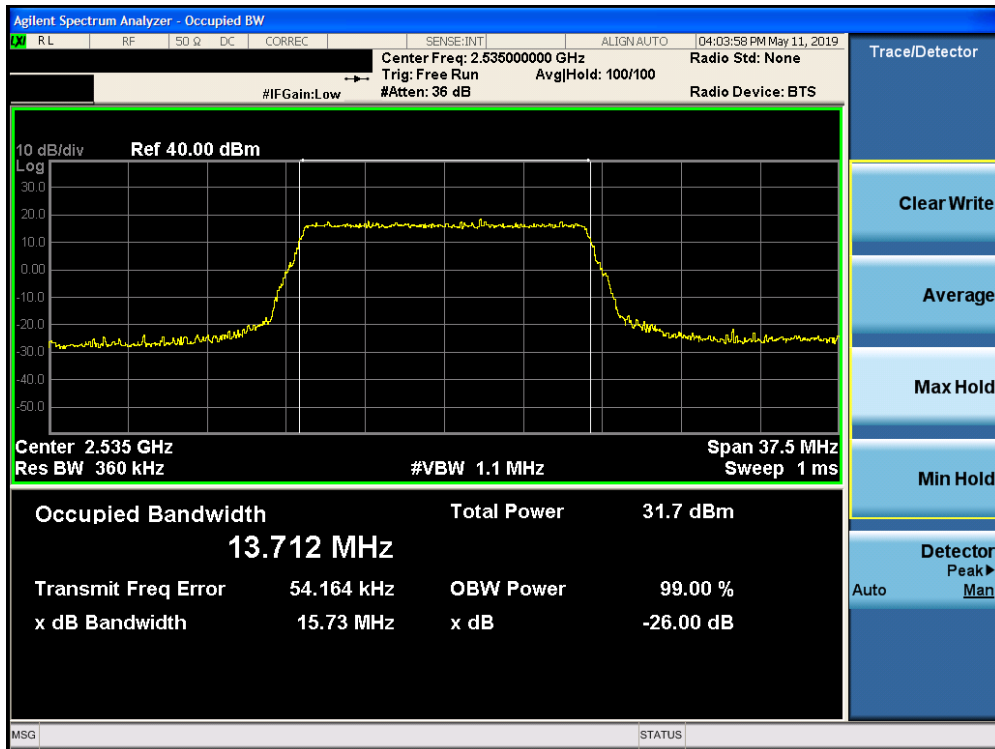 Agilent Spectrum Analyzer - Occupied BW
LXI RL RF 50 Ω DC CORREC SENSE:INT ALIGN AUTO 04:03:58 PM May 11, 2019
Center Freq: 2.535000000 GHz Radio Std: None
Trig: Free Run Avg|Hold: 100/100
#IFGain:Low #Atten: 36 dB Radio Device: BTS
10 dB/div Ref 40.00 dBm
Log
30.0
20.0
10.0
0.00
-10.0
-20.0
-30.0
-40.0
-50.0
Center 2.535 GHz Span 37.5 MHz
Res BW 360 kHz #VBW 1.1 MHz Sweep 1 ms
Occupied Bandwidth Total Power 31.7 dBm
13.712 MHz
Transmit Freq Error 54.164 kHz OBW Power 99.00 %
x dB Bandwidth 15.73 MHz x dB -26.00 dB
MSG STATUS
Trace/Detector
Clear Write
Average
Max Hold
Min Hold
Detector
Peak▶
Auto Man